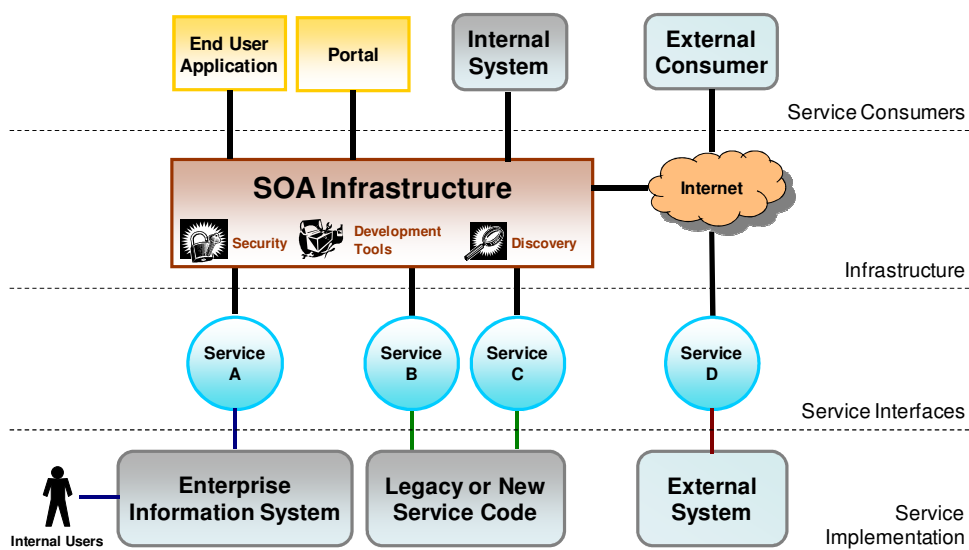 End User
Application
Portal
Internal
System
External
Consumer
Service Consumers
SOA Infrastructure
Internet
Security
Development
Tools
Discovery
Infrastructure
Service
A
Service
B
Service
C
Service
D
Service Interfaces
Enterprise
Information System
Legacy or New
Service Code
External
System
Internal Users
Service
Implementation